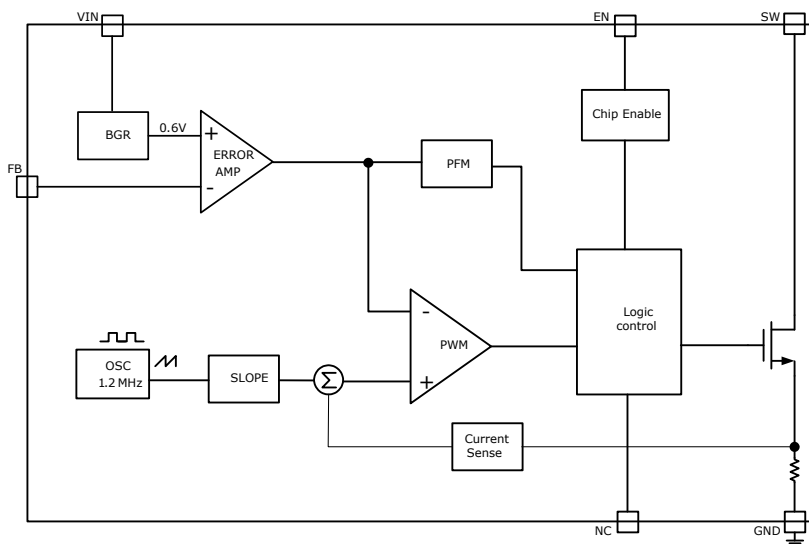 VIN
EN
SW
BGR
0.6V
+
ERROR
AMP
-
Chip Enable
FB
PFM
-
PWM
+
Logic
control
OSC
1.2 MHz
SLOPE
Σ
Current
Sense
NC
GND